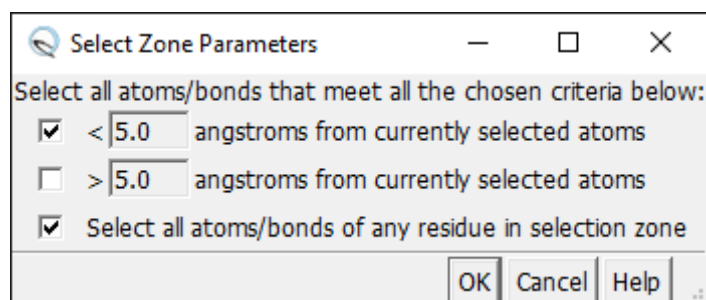 Select Zone Parameters
Select all atoms/bonds that meet all the chosen criteria below:
< 5.0 angstroms from currently selected atoms
> 5.0 angstroms from currently selected atoms
Select all atoms/bonds of any residue in selection zone
OK Cancel Help